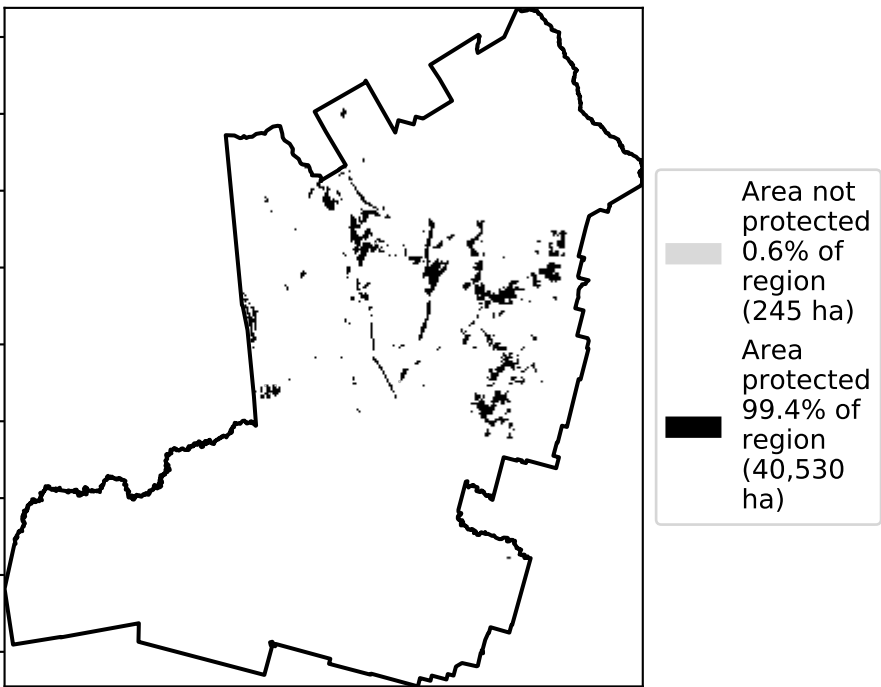 Area not
protected
0.6% of
region
(245 ha)
Area
protected
99.4% of
region
(40,530
ha)